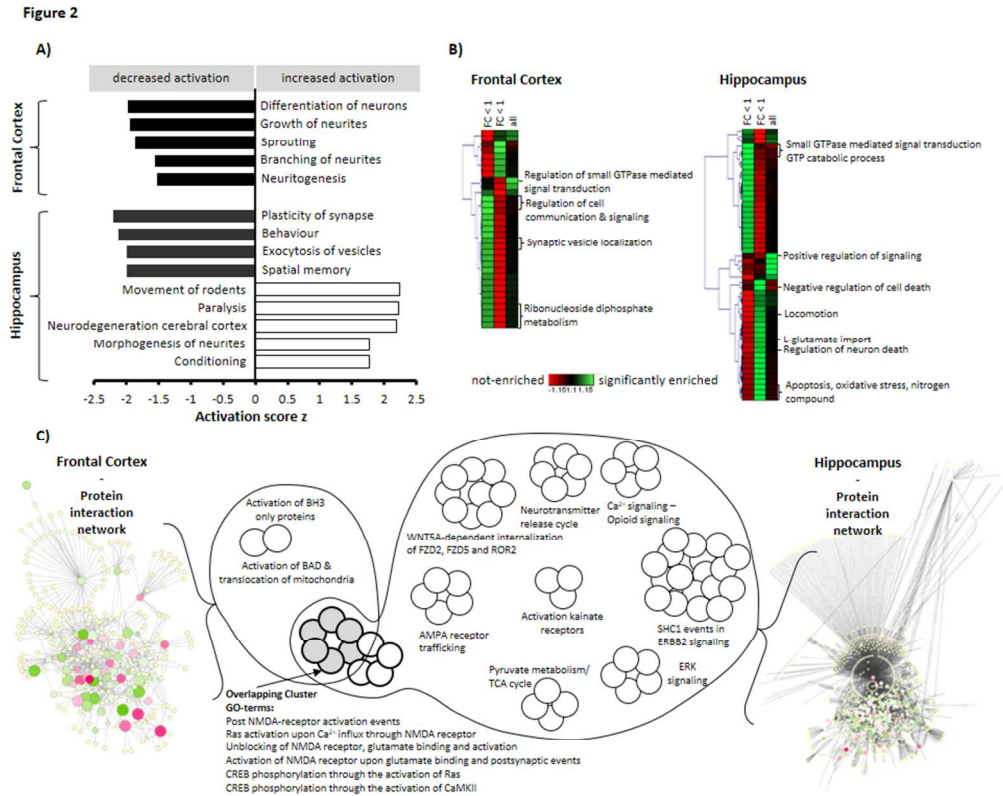 Figure 2
A)
decreased activation
increased activation
Frontal Cortex
Differentiation of neurons
Growth of neurites
Sprouting
Branching of neurites
Neuritogenesis
Hippocampus
Plasticity of synapse
Behaviour
Exocytosis of vesicles
Spatial memory
Movement of rodents
Paralysis
Neurodegeneration cerebral cortex
Morphogenesis of neurites
Conditioning
-2.5 -2 -1.5 -1 -0.5 0 0.5 1 1.5 2 2.5
Activation score z
B)
Frontal Cortex
FC < 1
FC < 1
all
Regulation of small GTPase mediated
signal transduction
Regulation of cell
communication & signaling
Synaptic vesicle localization
Ribonucleoside diphosphate
metabolism
Hippocampus
FC < 1
FC < 1
all
Small GTPase mediated signal transduction
GTP catabolic process
Positive regulation of signaling
Negative regulation of cell death
Locomotion
L-glutamate import
Regulation of neuron death
Apoptosis, oxidative stress, nitrogen
compound
not-enriched
significantly enriched
C)
Frontal Cortex
-
Protein
interaction
network
Activation of BH3
only proteins
Activation of BAD &
translocation of mitochondria
WNT5A-dependent internalization
of FZD2, FZD5 and ROR2
Neurotransmitter
release cycle
Ca²⁺ signaling –
Opioid signaling
AMPA receptor
trafficking
Activation kainate
receptors
SHC1 events in
ERBB2 signaling
Pyruvate metabolism/
TCA cycle
ERK
signaling
Hippocampus
-
Protein
interaction
network
Overlapping Cluster
GO-terms:
Post NMDA-receptor activation events
Ras activation upon Ca²⁺ influx through NMDA receptor
Unblocking of NMDA receptor, glutamate binding and activation
Activation of NMDA receptor upon glutamate binding and postsynaptic events
CREB phosphorylation through the activation of Ras
CREB phosphorylation through the activation of CaMKII